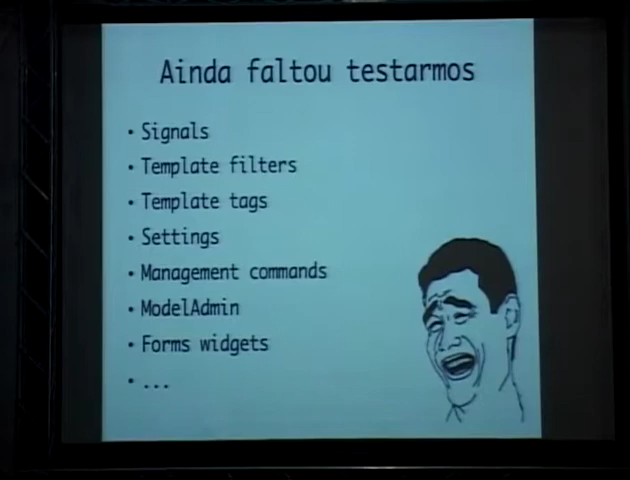 Ainda faltou testarmos
• Signals
• Template filters
• Template tags
• Settings
• Management commands
• ModelAdmin
• Forms widgets
• ...